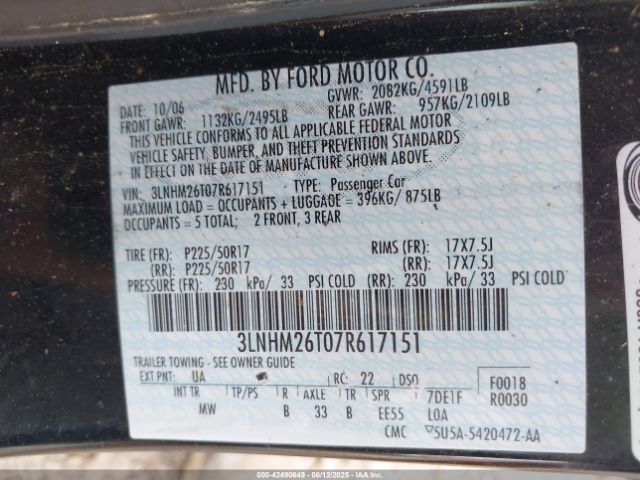 MFD. BY FORD MOTOR CO.
DATE: 10/06 GVWR: 2082KG/4591LB
FRONT GAWR: 1132KG/2495LB REAR GAWR: 957KG/2109LB
THIS VEHICLE CONFORMS TO ALL APPLICABLE FEDERAL MOTOR
VEHICLE SAFETY, BUMPER, AND THEFT PREVENTION STANDARDS
IN EFFECT ON THE DATE OF MANUFACTURE SHOWN ABOVE.
VIN: 3LNHM26T07R617151 TYPE: Passenger Car
MAXIMUM LOAD = OCCUPANTS + LUGGAGE = 396KG/ 875LB
OCCUPANTS = 5 TOTAL; 2 FRONT, 3 REAR
TIRE (FR): P225/50R17 RIMS (FR): 17X7.5J
(RR): P225/50R17 (RR): 17X7.5J
PRESSURE (FR): 230 kPa/ 33 PSI COLD (RR): 230 kPa/ 33 PSI COLD
3LNHM26T07R617151
TRAILER TOWING - SEE OWNER GUIDE
EXT PNT: UA RC: 22 DSO F0018
INT TR TP/PS R AXLE TR SPR 7DE1F R0030
MW B 33 B EE55 LOA
CMC 5U5A-5420472-AA
000-42490649 - 06/12/2025 - IAAI.COM